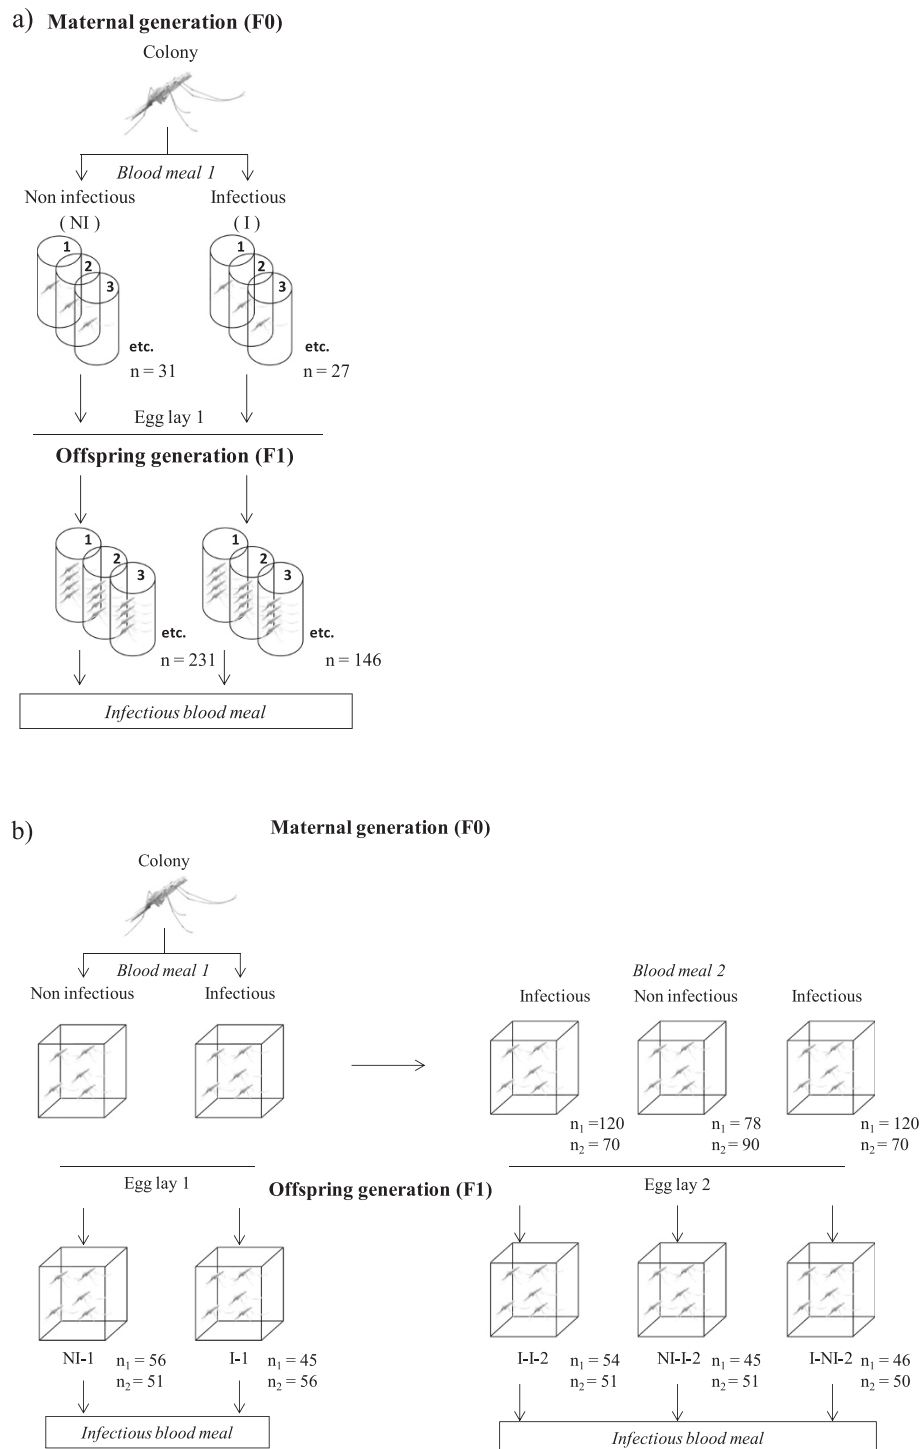 a) Maternal generation (F0)
Colony
Blood meal 1
Non infectious Infectious
( NI ) ( I )
1 1
2 2
3 3
etc. etc.
n = 31 n = 27
Egg lay 1
Offspring generation (F1)
1 1
2 2
3 3
etc. etc.
n = 231 n = 146
Infectious blood meal
b) Maternal generation (F0)
Colony
Blood meal 1 Blood meal 2
Non infectious Infectious Infectious Non infectious Infectious
n₁ =120 n₁ = 78 n₁ = 120
n₂ = 70 n₂ = 90 n₂ = 70
Egg lay 1 Offspring generation (F1) Egg lay 2
NI-1 n₁ = 56 I-1 n₁ = 45 I-I-2 n₁ = 54 NI-I-2 n₁ = 45 I-NI-2 n₁ = 46
n₂ = 51 n₂ = 56 n₂ = 51 n₂ = 51 n₂ = 50
Infectious blood meal Infectious blood meal